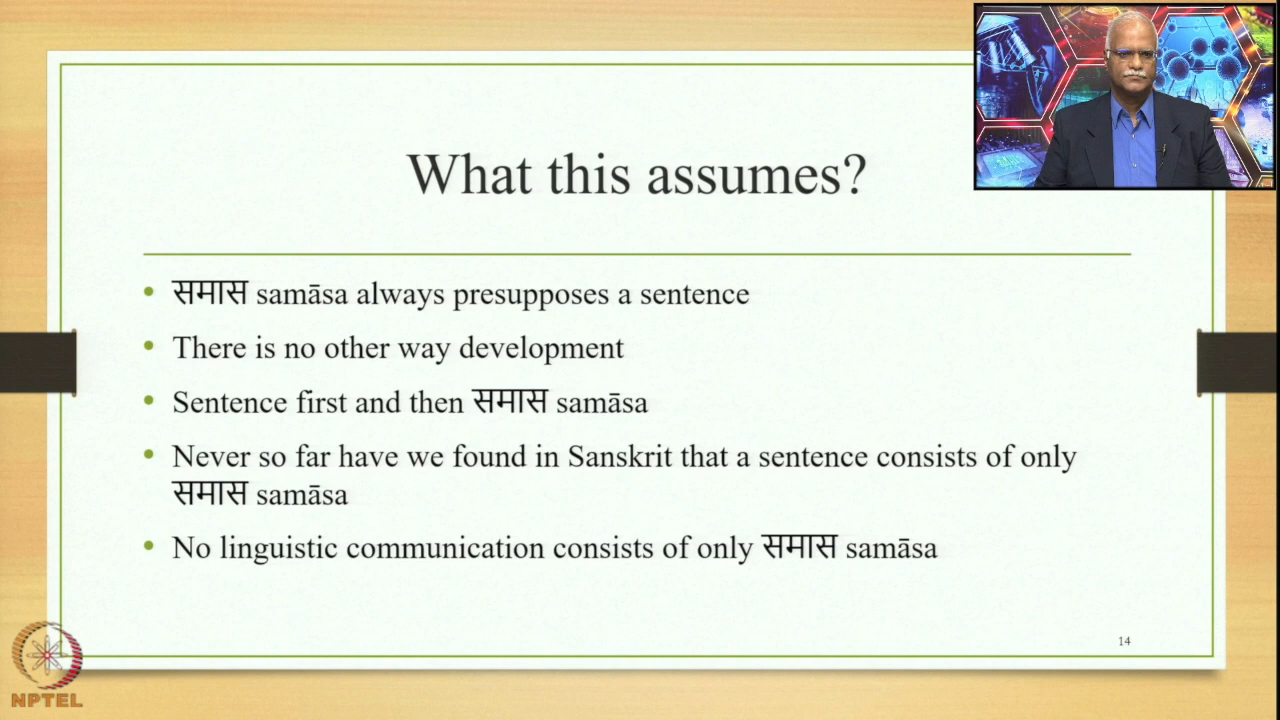 What this assumes?
समास samāsa always presupposes a sentence
There is no other way development
Sentence first and then समास samāsa
Never so far have we found in Sanskrit that a sentence consists of only
समास samāsa
No linguistic communication consists of only समास samāsa
14
NPTEL